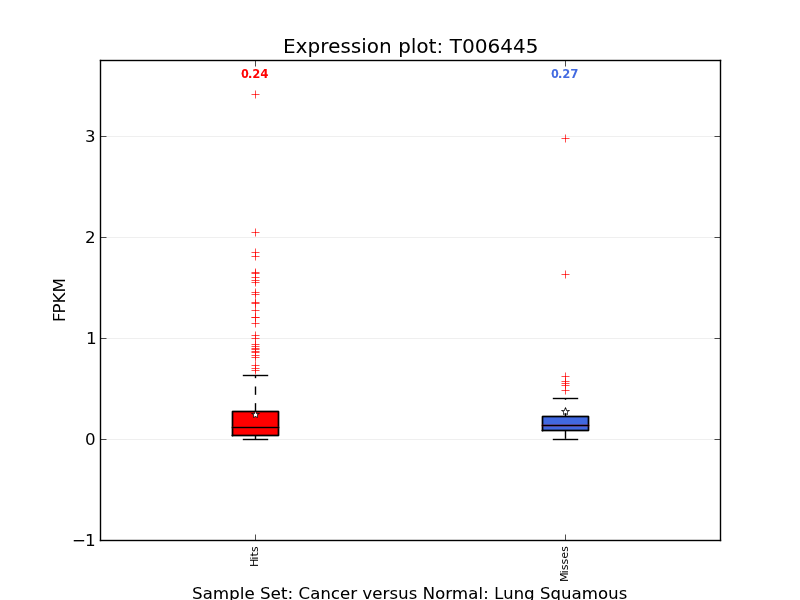 Expression plot: T006445
0.24
0.27
3
2
1
0
−1
FPKM
Hits
Misses
Sample Set: Cancer versus Normal: Lung Squamous